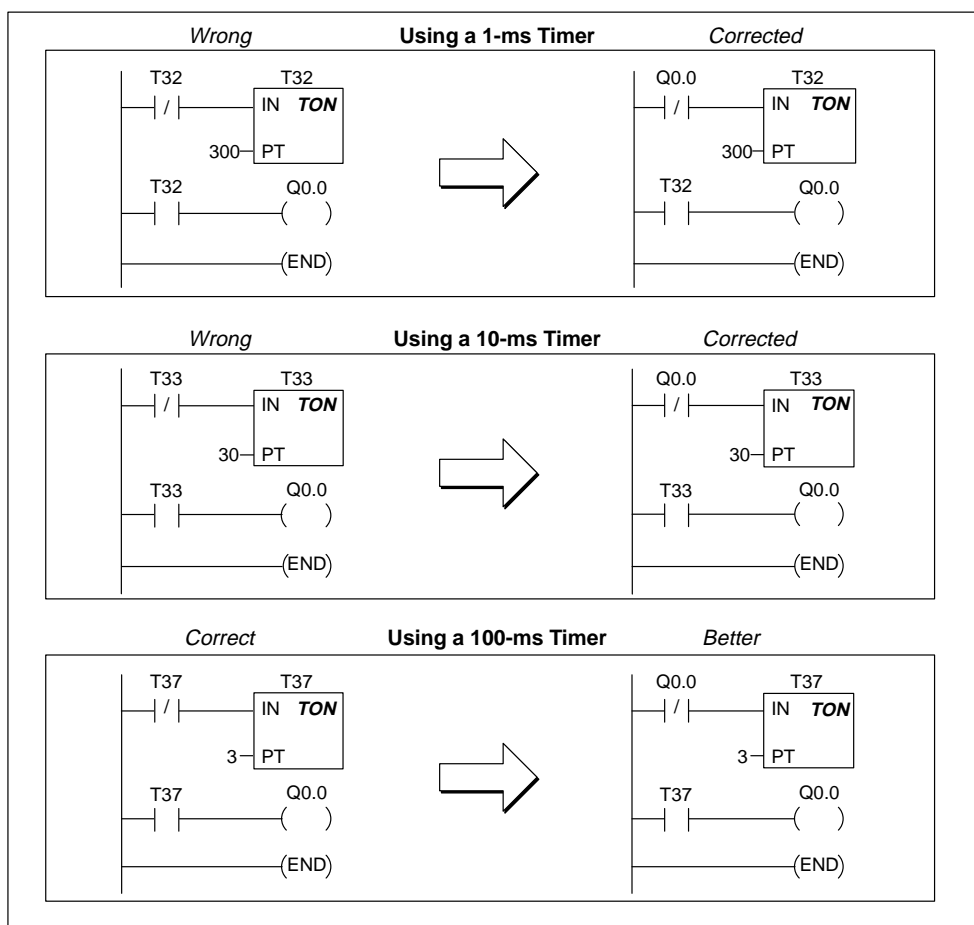 Wrong Using a 1-ms Timer Corrected
T32 T32 Q0.0 T32
/ IN TON / IN TON
300 PT 300 PT
T32 Q0.0 T32 Q0.0
( ) ( )
(END) (END)
Wrong Using a 10-ms Timer Corrected
T33 T33 Q0.0 T33
/ IN TON / IN TON
30 PT 30 PT
T33 Q0.0 T33 Q0.0
( ) ( )
(END) (END)
Correct Using a 100-ms Timer Better
T37 T37 Q0.0 T37
/ IN TON / IN TON
3 PT 3 PT
T37 Q0.0 T37 Q0.0
( ) ( )
(END) (END)